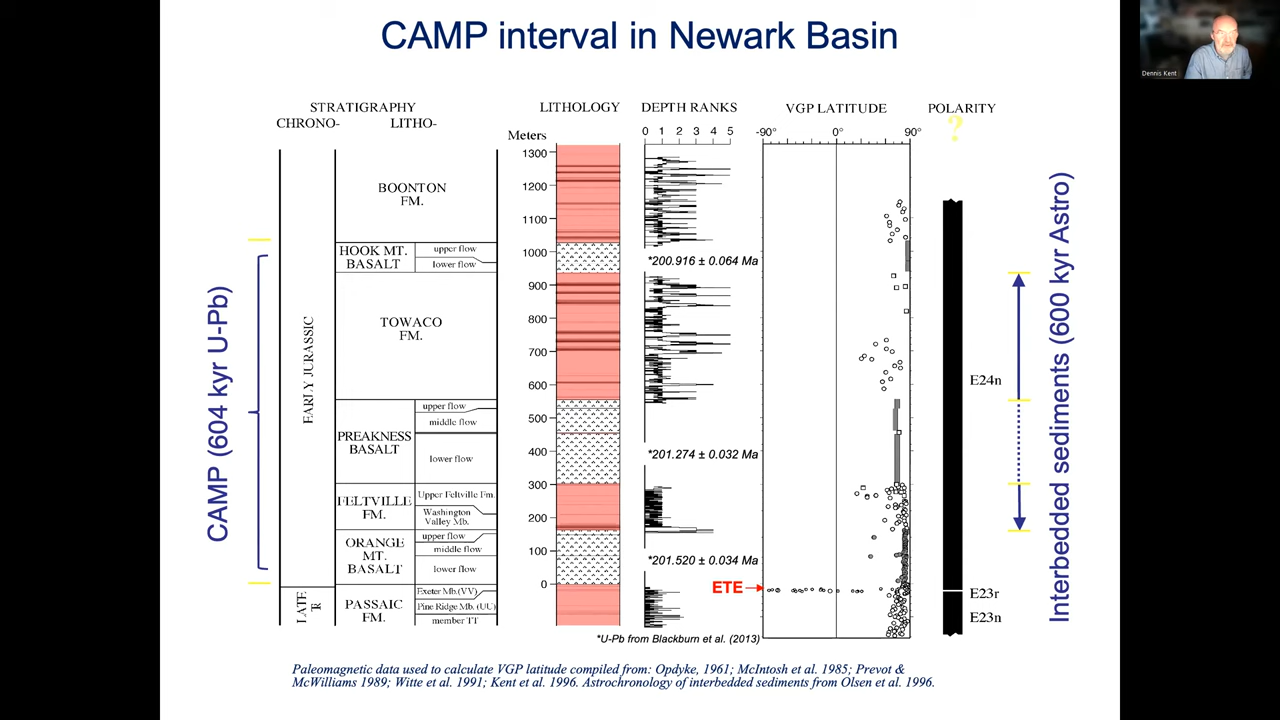 CAMP interval in Newark Basin
Dennis Kent
STRATIGRAPHY
CHRONO-
LITHO-
LITHOLOGY
DEPTH RANKS
VGP LATITUDE
POLARITY
?
Meters
0 1 2 3 4 5
-90° 0° 90°
1300
1200
1100
1000
900
800
700
600
500
400
300
200
100
0
CAMP (604 kyr U-Pb)
EARLY JURASSIC
LATE
TR
BOONTON
FM.
HOOK MT.
BASALT
upper flow
lower flow
TOWACO
FM.
PREAKNESS
BASALT
upper flow
middle flow
lower flow
FELTVILLE
FM.
Upper Feltville Fm.
Washington
Valley Mb.
ORANGE
MT.
BASALT
upper flow
middle flow
lower flow
PASSAIC
FM.
Exeter Mb.(VV)
Pine Ridge Mb. (UU)
member TT
*200.916 ± 0.064 Ma
*201.274 ± 0.032 Ma
*201.520 ± 0.034 Ma
ETE
E24n
E23r
E23n
Interbedded sediments (600 kyr Astro)
*U-Pb from Blackburn et al. (2013)
Paleomagnetic data used to calculate VGP latitude compiled from: Opdyke, 1961; McIntosh et al. 1985; Prevot &
McWilliams 1989; Witte et al. 1991; Kent et al. 1996. Astrochronology of interbedded sediments from Olsen et al. 1996.